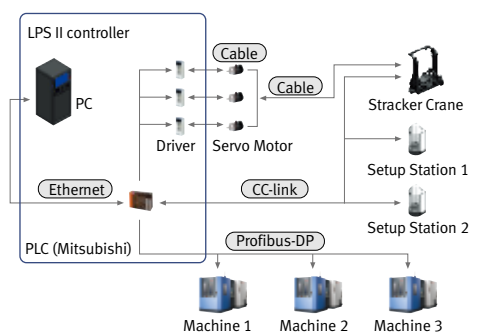 LPS II controller
Cable
Cable
PC
Stracker Crane
Driver
Servo Motor
Setup Station 1
Ethernet
CC-link
Setup Station 2
PLC (Mitsubishi)
Profibus-DP
Machine 1
Machine 2
Machine 3